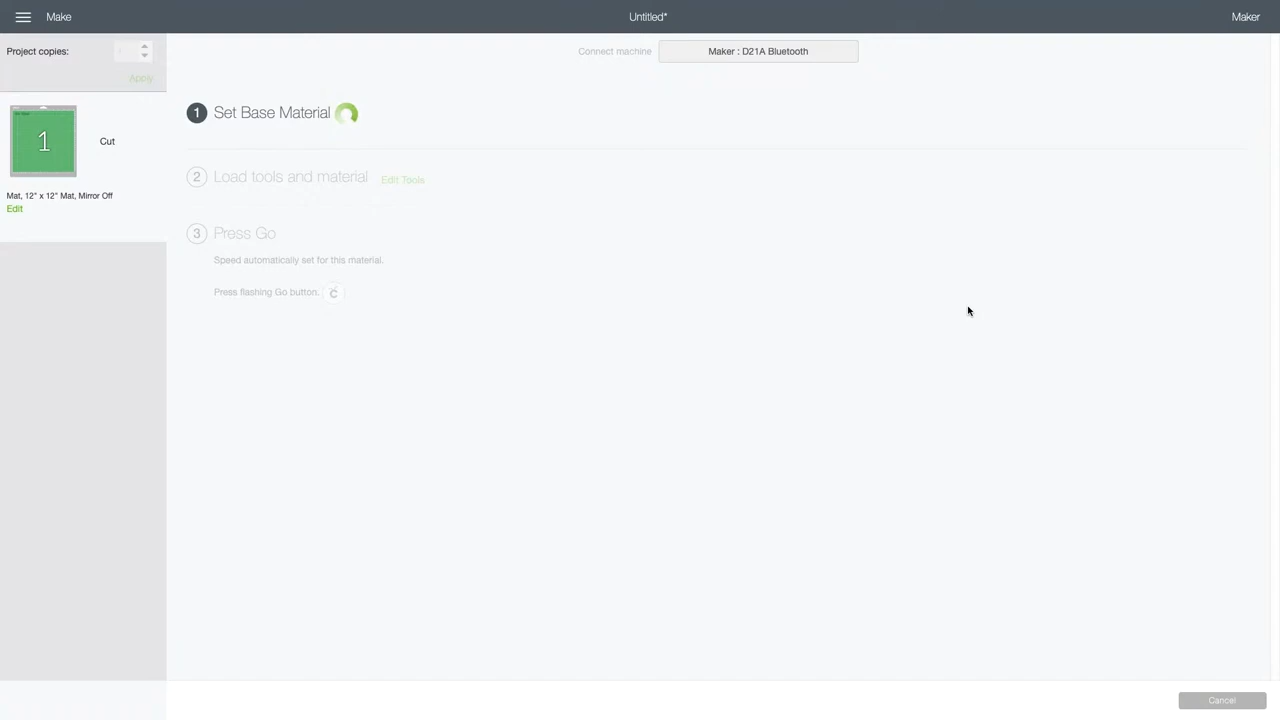 Make
Untitled*
Maker
Project copies:
Apply
Connect machine
Maker : D21A Bluetooth
1
Cut
Mat, 12" x 12" Mat, Mirror Off
Edit
1 Set Base Material
2 Load tools and material Edit Tools
3 Press Go
Speed automatically set for this material.
Press flashing Go button.
Cancel